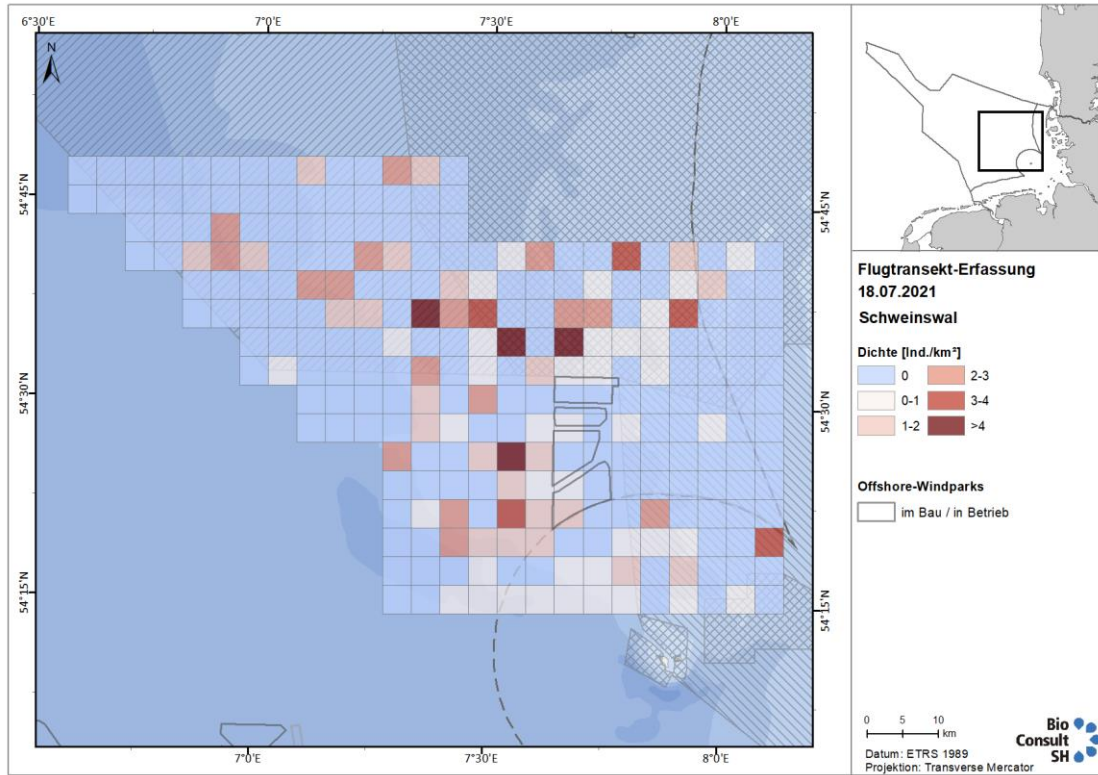 6°30'E
7°0'E
7°30'E
8°0'E
N
54°45'N
54°45'N
54°30'N
54°30'N
54°15'N
54°15'N
7°0'E
7°30'E
8°0'E
Flugtransekt-Erfassung
18.07.2021
Schweinswal
Dichte [Ind./km²]
0
2-3
0-1
3-4
1-2
>4
Offshore-Windparks
im Bau / in Betrieb
0 5 10
km
Datum: ETRS 1989
Projektion: Transverse Mercator
Bio
Consult
SH